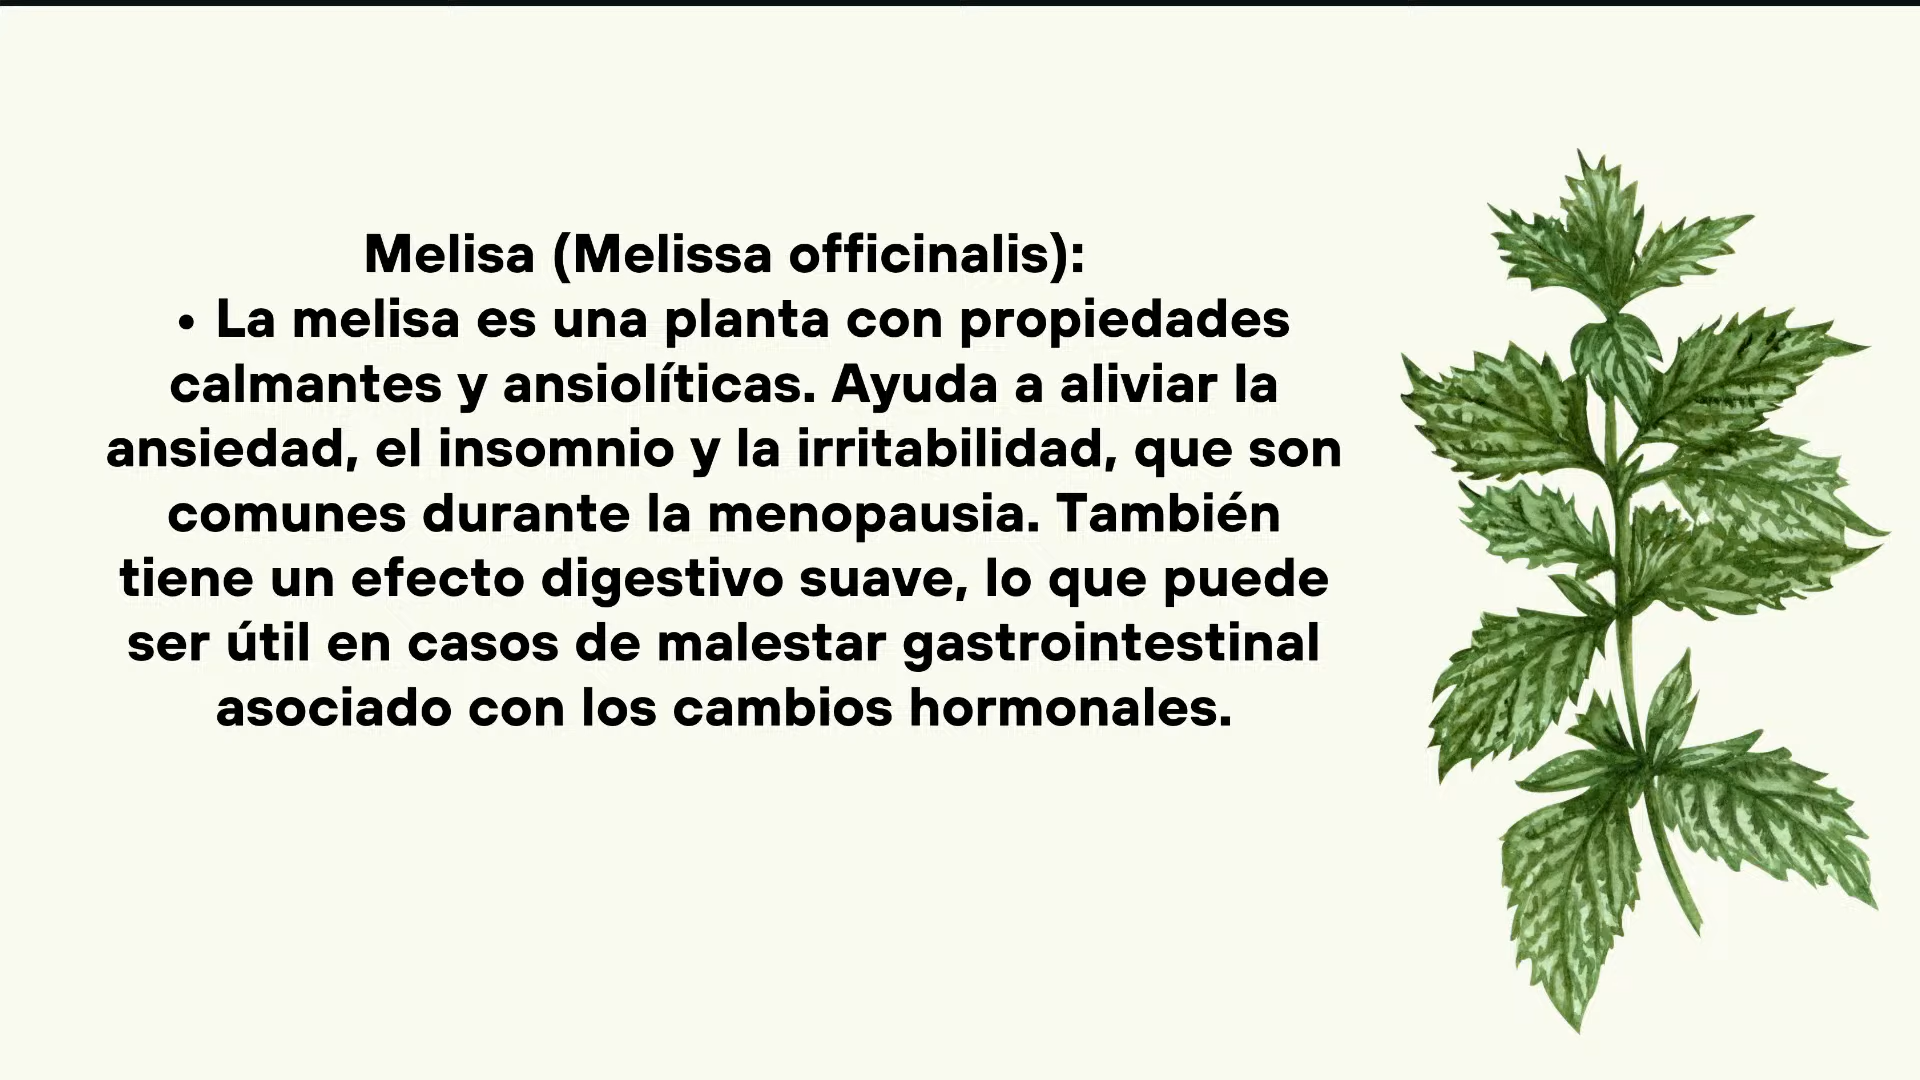 Melisa (Melissa officinalis):
• La melisa es una planta con propiedades
calmantes y ansiolíticas. Ayuda a aliviar la
ansiedad, el insomnio y la irritabilidad, que son
comunes durante la menopausia. También
tiene un efecto digestivo suave, lo que puede
ser útil en casos de malestar gastrointestinal
asociado con los cambios hormonales.